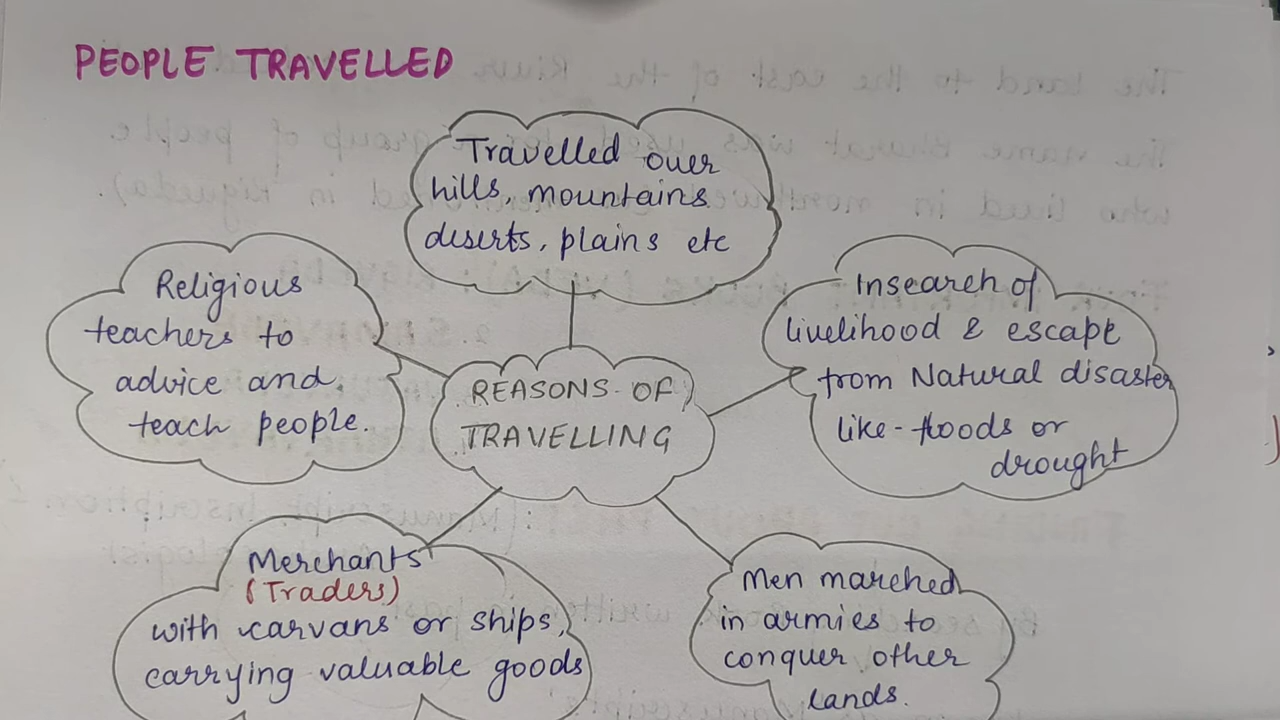 PEOPLE TRAVELLED
Travelled over
hills, mountains
deserts, plains etc
Religious
teachers to
advice and
teach people.
Insearch of
livelihood & escape
from Natural disaster
like-floods or
drought
REASONS OF
TRAVELLING
Merchants
(Traders)
with carvans or ships,
carrying valuable goods
Men marched
in armies to
conquer other
lands.